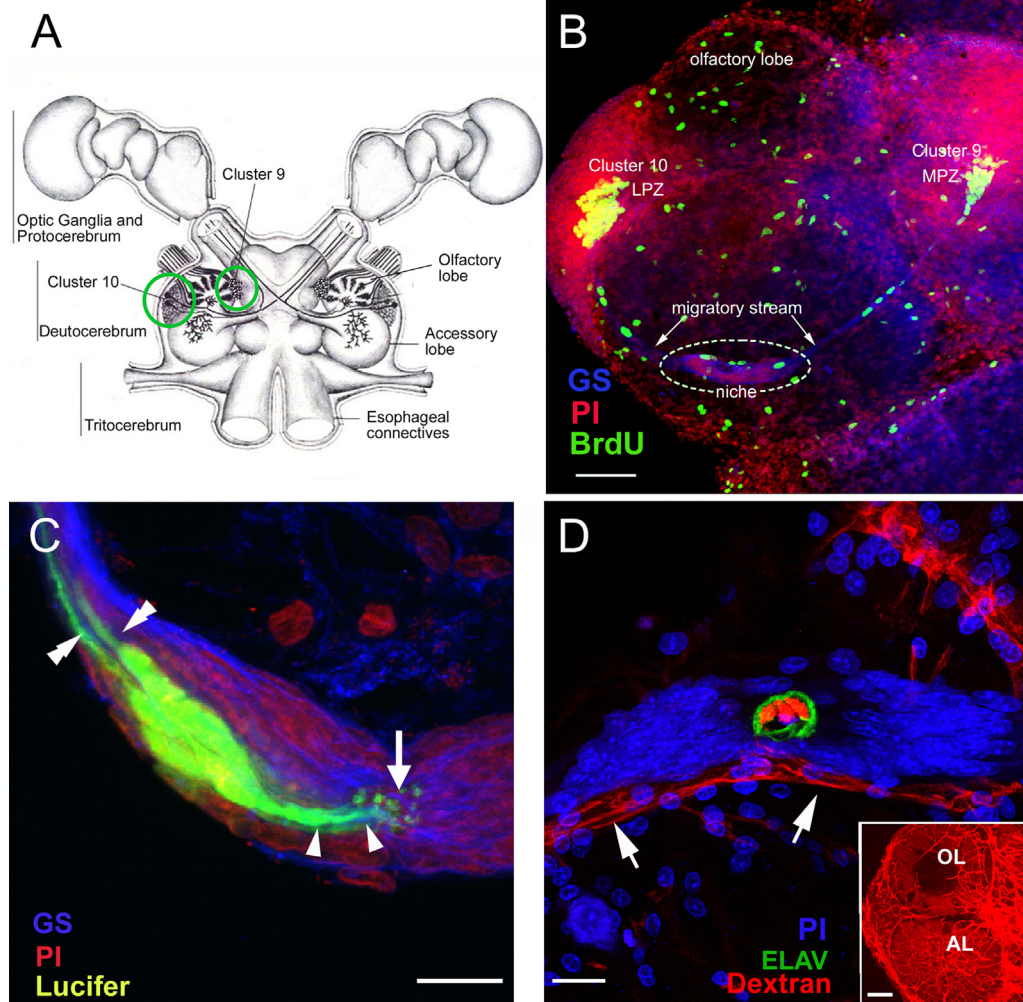 A
Cluster 9
Optic Ganglia and
Protocerebrum
Cluster 10
Olfactory
lobe
Deutocerebrum
Accessory
lobe
Tritocerebrum
Esophageal
connectives
B
olfactory lobe
Cluster 10
LPZ
Cluster 9
MPZ
migratory stream
niche
GS
PI
BrdU
C
GS
PI
Lucifer
D
PI
ELAV
Dextran
OL
AL